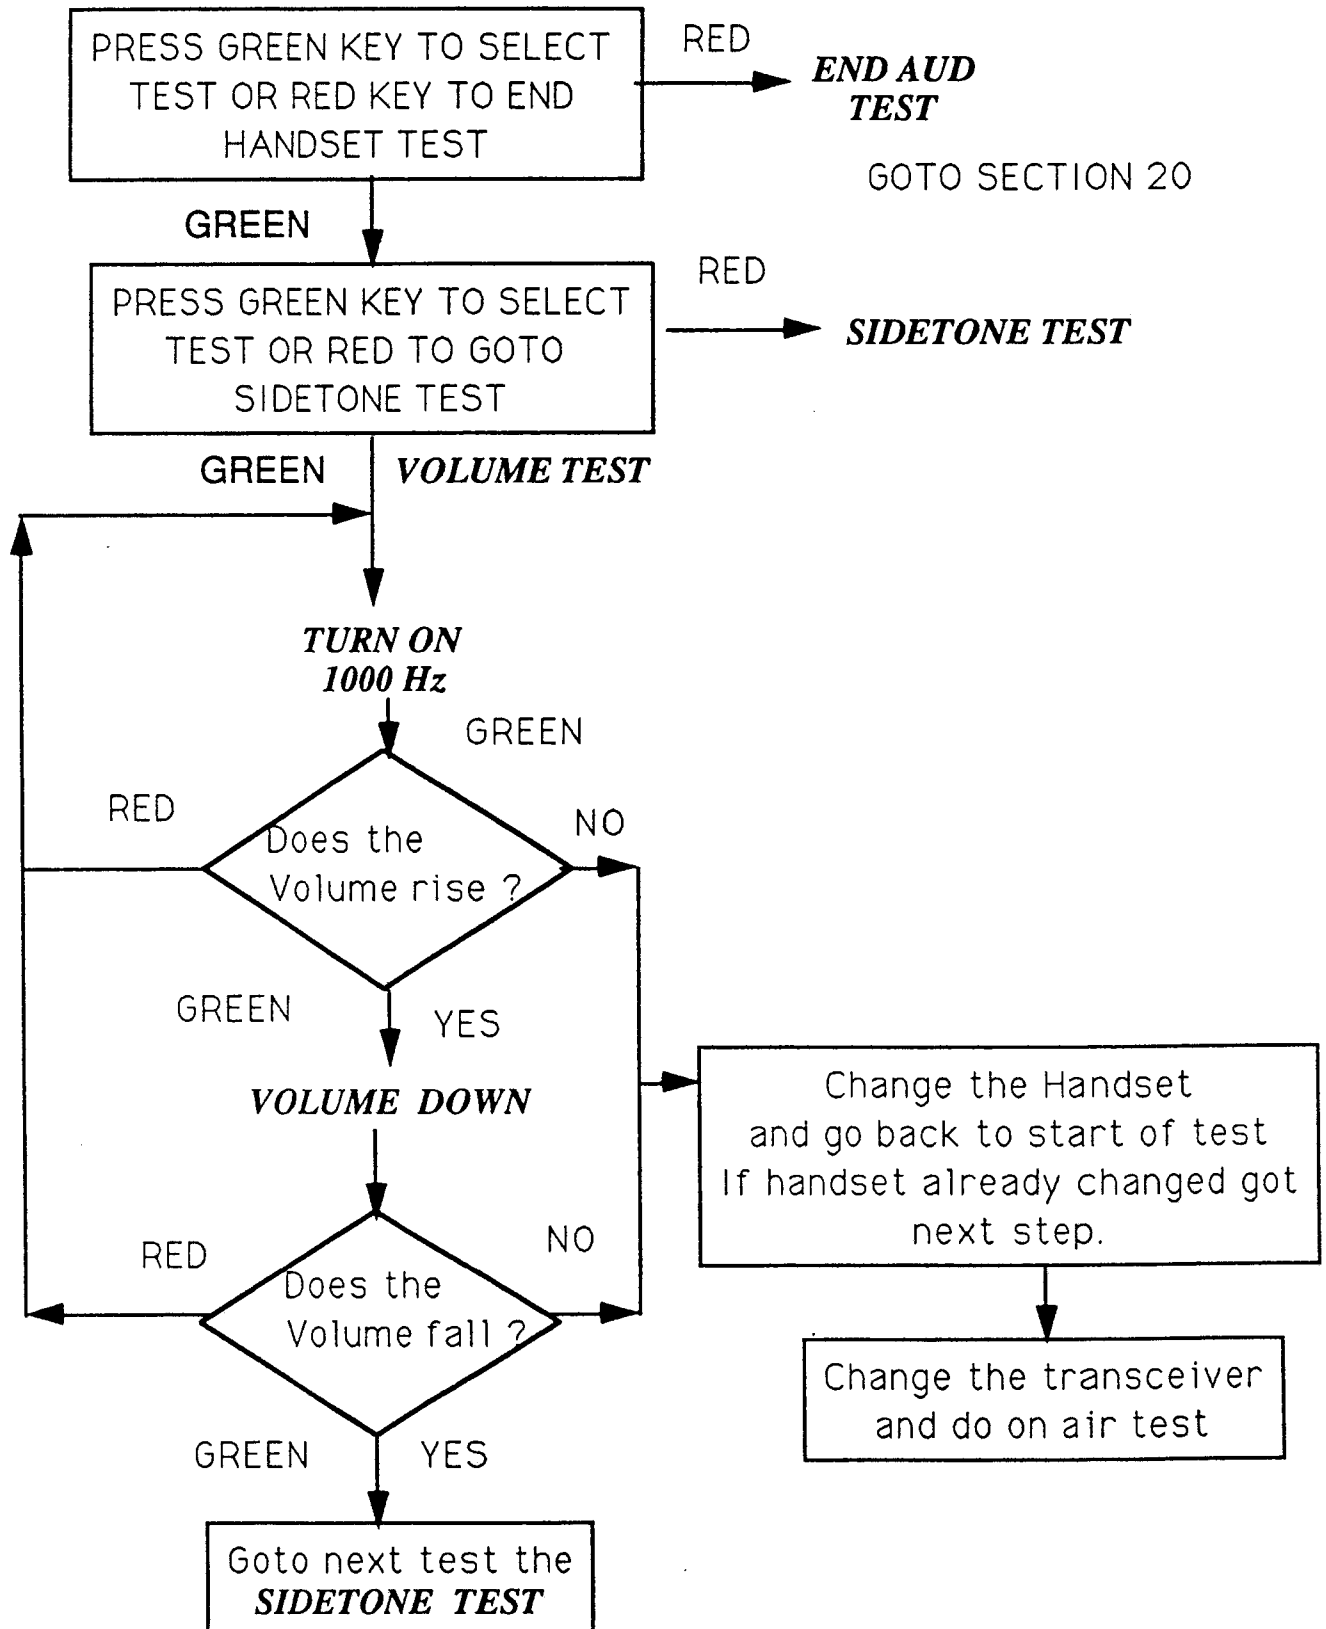 PRESS GREEN KEY TO SELECT
TEST OR RED KEY TO END
HANDSET TEST
RED
END AUD
TEST
GOTO SECTION 20
GREEN
PRESS GREEN KEY TO SELECT
TEST OR RED TO GOTO
SIDETONE TEST
RED
SIDETONE TEST
GREEN
VOLUME TEST
TURN ON
1000 Hz
GREEN
RED
Does the
Volume rise ?
NO
GREEN
YES
VOLUME DOWN
Change the Handset
and go back to start of test
If handset already changed got
next step.
RED
Does the
Volume fall ?
NO
Change the transceiver
and do on air test
GREEN
YES
Goto next test the
SIDETONE TEST